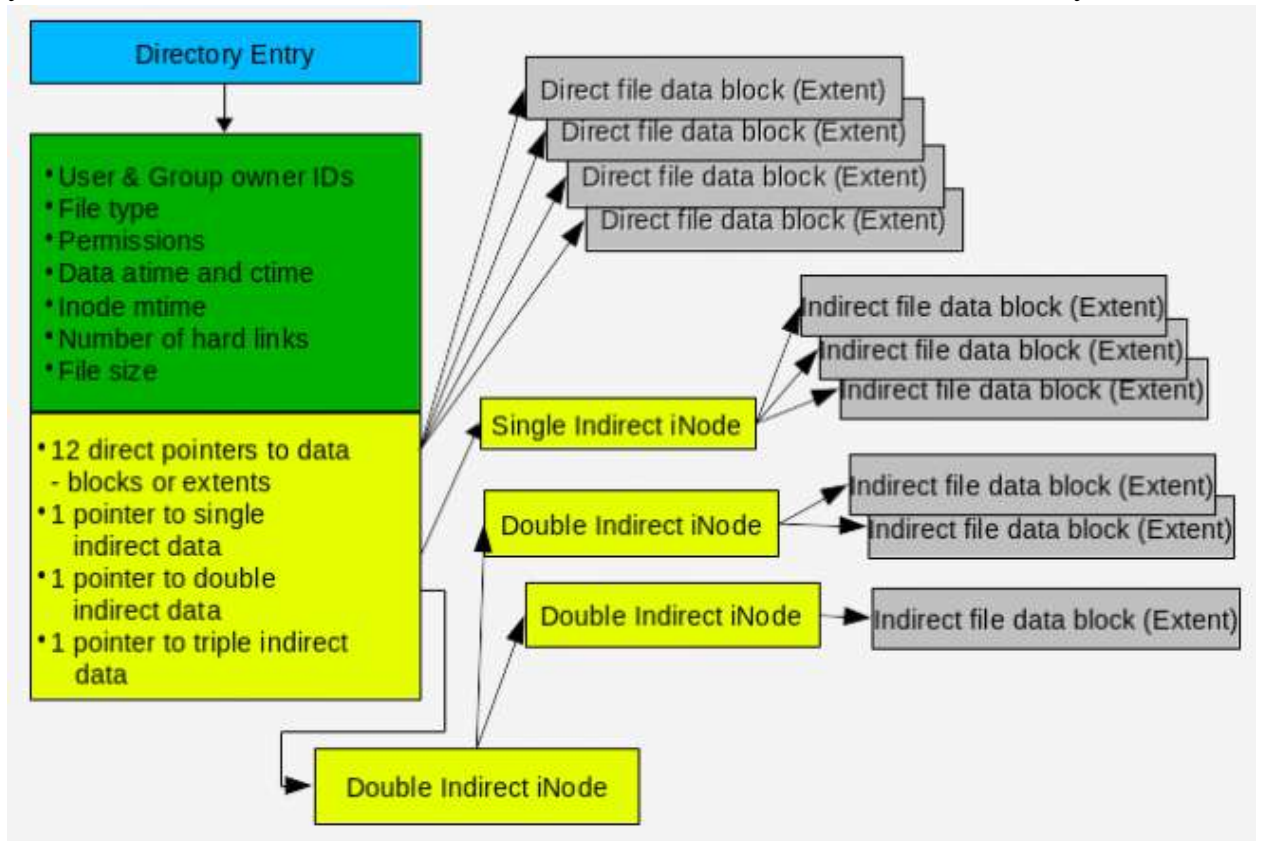 Directory Entry
• User & Group owner IDs
• File type
• Permissions
• Data atime and ctime
• Inode mtime
• Number of hard links
• File size
• 12 direct pointers to data
- blocks or extents
• 1 pointer to single
indirect data
• 1 pointer to double
indirect data
• 1 pointer to triple indirect
data
Direct file data block (Extent)
Direct file data block (Extent)
Direct file data block (Extent)
Direct file data block (Extent)
Single Indirect iNode
Indirect file data block (Extent)
Indirect file data block (Extent)
Indirect file data block (Extent)
Double Indirect iNode
Indirect file data block (Extent)
Indirect file data block (Extent)
Double Indirect iNode
Indirect file data block (Extent)
Double Indirect iNode